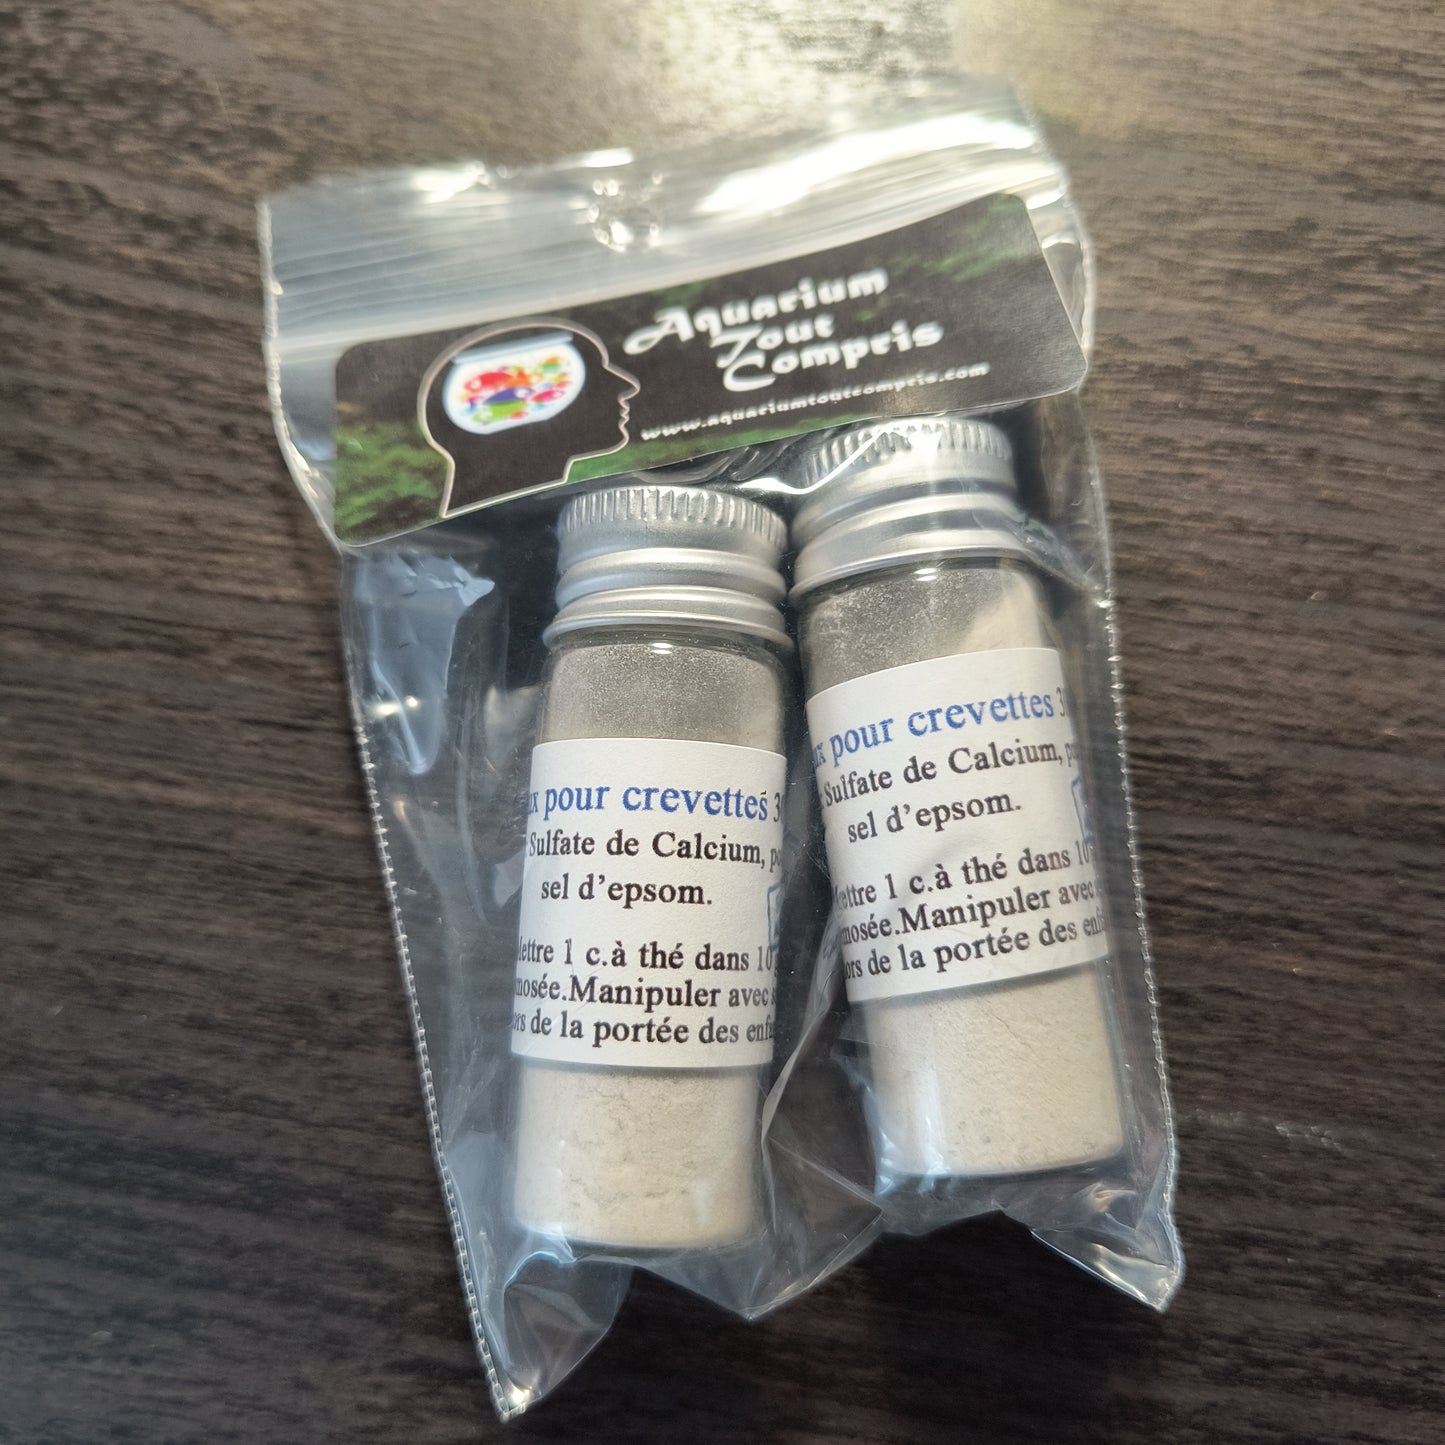 Aquarium
Tout
Compris
www.aquariumtoutcompris.com
pour crevettes
Sulfate de Calcium,
sel d'epsom.
1 c.à thé dans 10
Manipuler avec
de la portée des
pour crevettes
Sulfate de Calcium,
sel d'epsom.
1 c.à thé dans 10
Manipuler avec
de la portée des